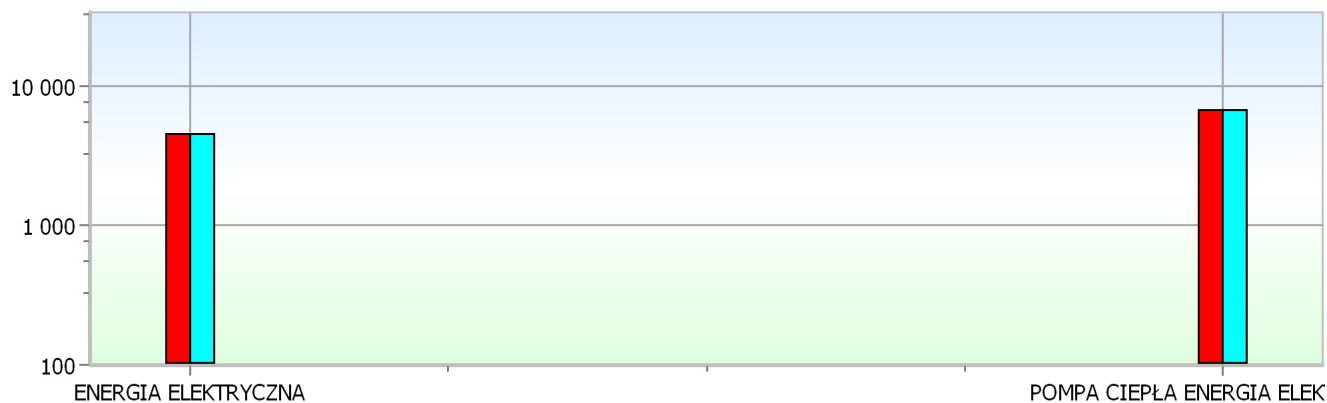 10 000
1 000
100
ENERGIA ELEKTRYCZNA
POMPA CIEPŁA ENERGIA ELEK